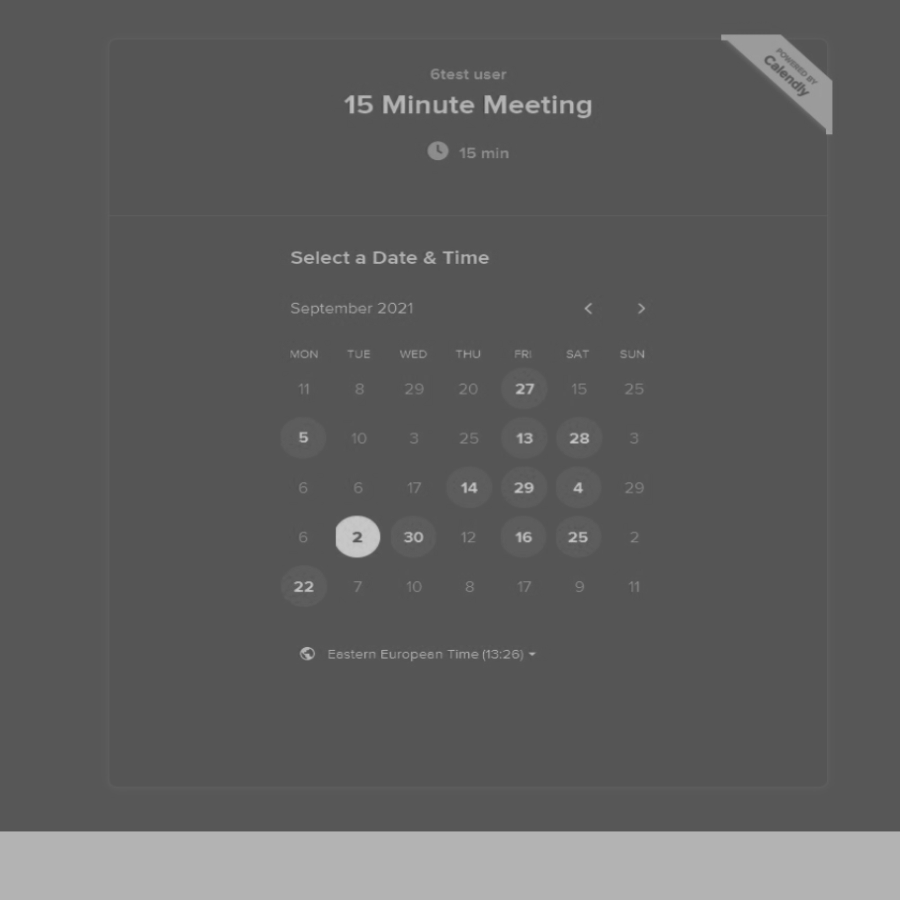 POWERED BY
Calendly
6test user
15 Minute Meeting
15 min
Select a Date & Time
September 2021
MON TUE WED THU FRI SAT SUN
11 8 29 20 27 15 25
5 10 3 25 13 28 3
6 6 17 14 29 4 29
6 2 30 12 16 25 2
22 7 10 8 17 9 11
Eastern European Time (13:26)